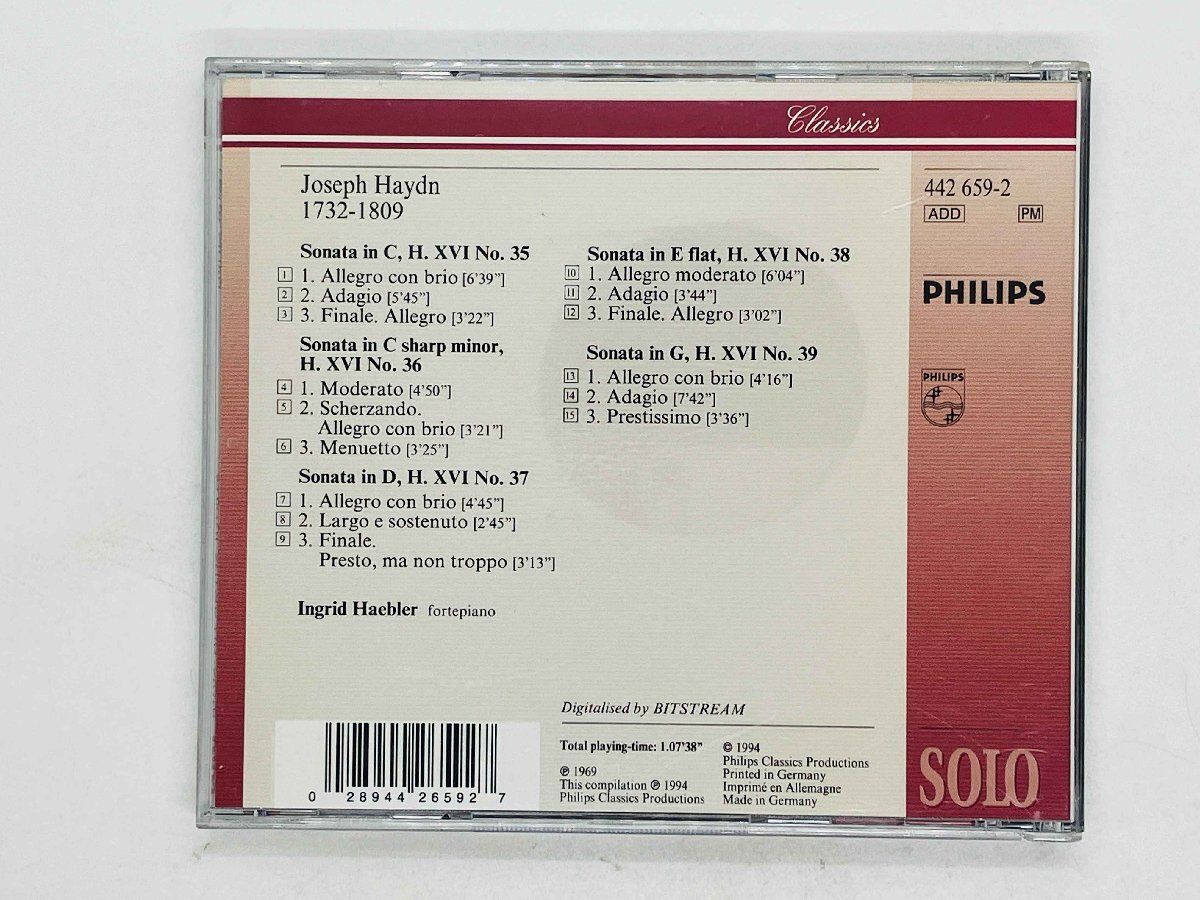 Classics
Joseph Haydn
1732-1809
Sonata in C, H. XVI No. 35
1 1. Allegro con brio [6'39"]
2 2. Adagio [5'45"]
3 3. Finale. Allegro [3'22"]
Sonata in C sharp minor,
H. XVI No. 36
4 1. Moderato [4'50"]
5 2. Scherzando.
Allegro con brio [3'21"]
6 3. Menuetto [3'25"]
Sonata in D, H. XVI No. 37
7 1. Allegro con brio [4'45"]
8 2. Largo e sostenuto [2'45"]
9 3. Finale.
Presto, ma non troppo [3'13"]
Ingrid Haebler fortepiano
Sonata in E flat, H. XVI No. 38
10 1. Allegro moderato [6'04"]
11 2. Adagio [3'44"]
12 3. Finale. Allegro [3'02"]
Sonata in G, H. XVI No. 39
13 1. Allegro con brio [4'16"]
14 2. Adagio [7'42"]
15 3. Prestissimo [3'36"]
442 659-2
ADD PM
PHILIPS
PHILIPS
Digitalised by BITSTREAM
Total playing-time: 1.07'38"
℗ 1969
This compilation ℗ 1994
Philips Classics Productions
© 1994
Philips Classics Productions
Printed in Germany
Imprimé en Allemagne
Made in Germany
0 28944 26592 7
SOLO